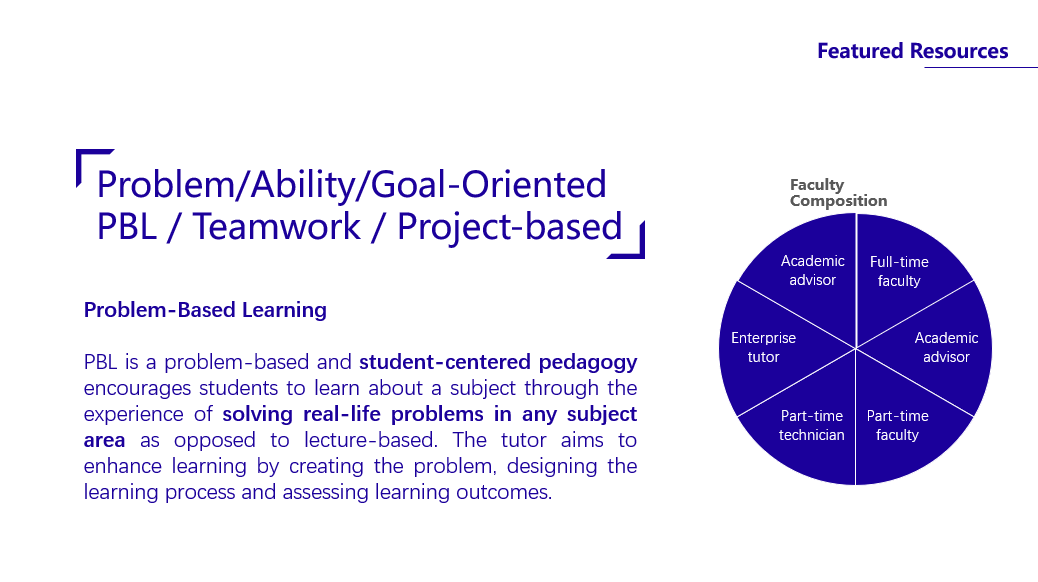 Featured Resources
Problem/Ability/Goal-Oriented
PBL / Teamwork / Project-based
Problem-Based Learning
PBL is a problem-based and student-centered pedagogy
encourages students to learn about a subject through the
experience of solving real-life problems in any subject
area as opposed to lecture-based. The tutor aims to
enhance learning by creating the problem, designing the
learning process and assessing learning outcomes.
Faculty
Composition
Academic
advisor
Full-time
faculty
Enterprise
tutor
Academic
advisor
Part-time
technician
Part-time
faculty